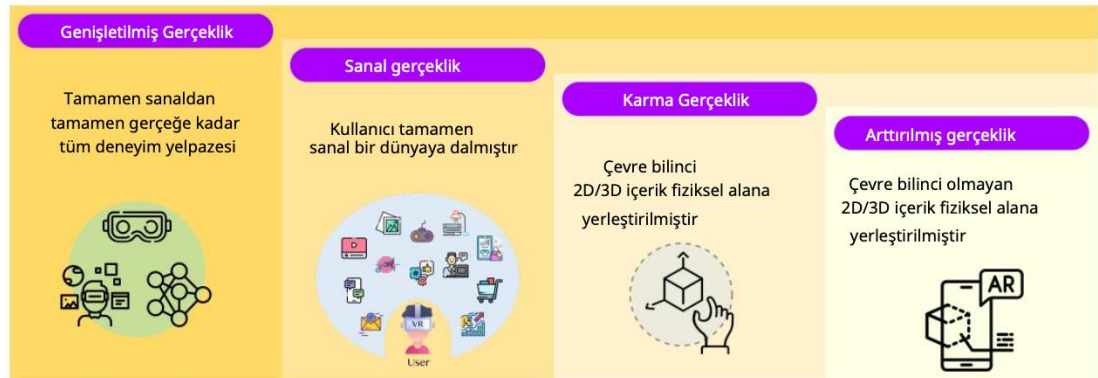 Genişletilmiş Gerçeklik
Tamamen sanaldan
tamamen gerçeğe kadar
tüm deneyim yelpazesi
Sanal gerçeklik
Kullanıcı tamamen
sanal bir dünyaya dalmıştır
VR
User
Karma Gerçeklik
Çevre bilinci
2D/3D içerik fiziksel alana
yerleştirilmiştir
Arttırılmış gerçeklik
Çevre bilinci olmayan
2D/3D içerik fiziksel alana
yerleştirilmiştir
AR